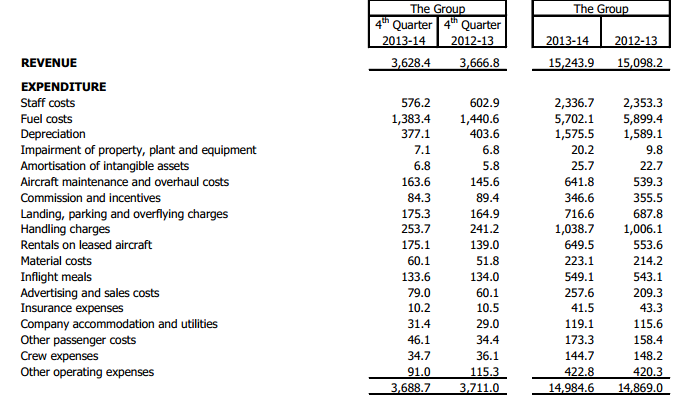 The Group The Group
4th Quarter 4th Quarter
2013-14 2012-13 2013-14 2012-13
REVENUE 3,628.4 3,666.8 15,243.9 15,098.2
EXPENDITURE
Staff costs 576.2 602.9 2,336.7 2,353.3
Fuel costs 1,383.4 1,440.6 5,702.1 5,899.4
Depreciation 377.1 403.6 1,575.5 1,589.1
Impairment of property, plant and equipment 7.1 6.8 20.2 9.8
Amortisation of intangible assets 6.8 5.8 25.7 22.7
Aircraft maintenance and overhaul costs 163.6 145.6 641.8 539.3
Commission and incentives 84.3 89.4 346.6 355.5
Landing, parking and overflying charges 175.3 164.9 716.6 687.8
Handling charges 253.7 241.2 1,038.7 1,006.1
Rentals on leased aircraft 175.1 139.0 649.5 553.6
Material costs 60.1 51.8 223.1 214.2
Inflight meals 133.6 134.0 549.1 543.1
Advertising and sales costs 79.0 60.1 257.6 209.3
Insurance expenses 10.2 10.5 41.5 43.3
Company accommodation and utilities 31.4 29.0 119.1 115.6
Other passenger costs 46.1 34.4 173.3 158.4
Crew expenses 34.7 36.1 144.7 148.2
Other operating expenses 91.0 115.3 422.8 420.3
3,688.7 3,711.0 14,984.6 14,869.0